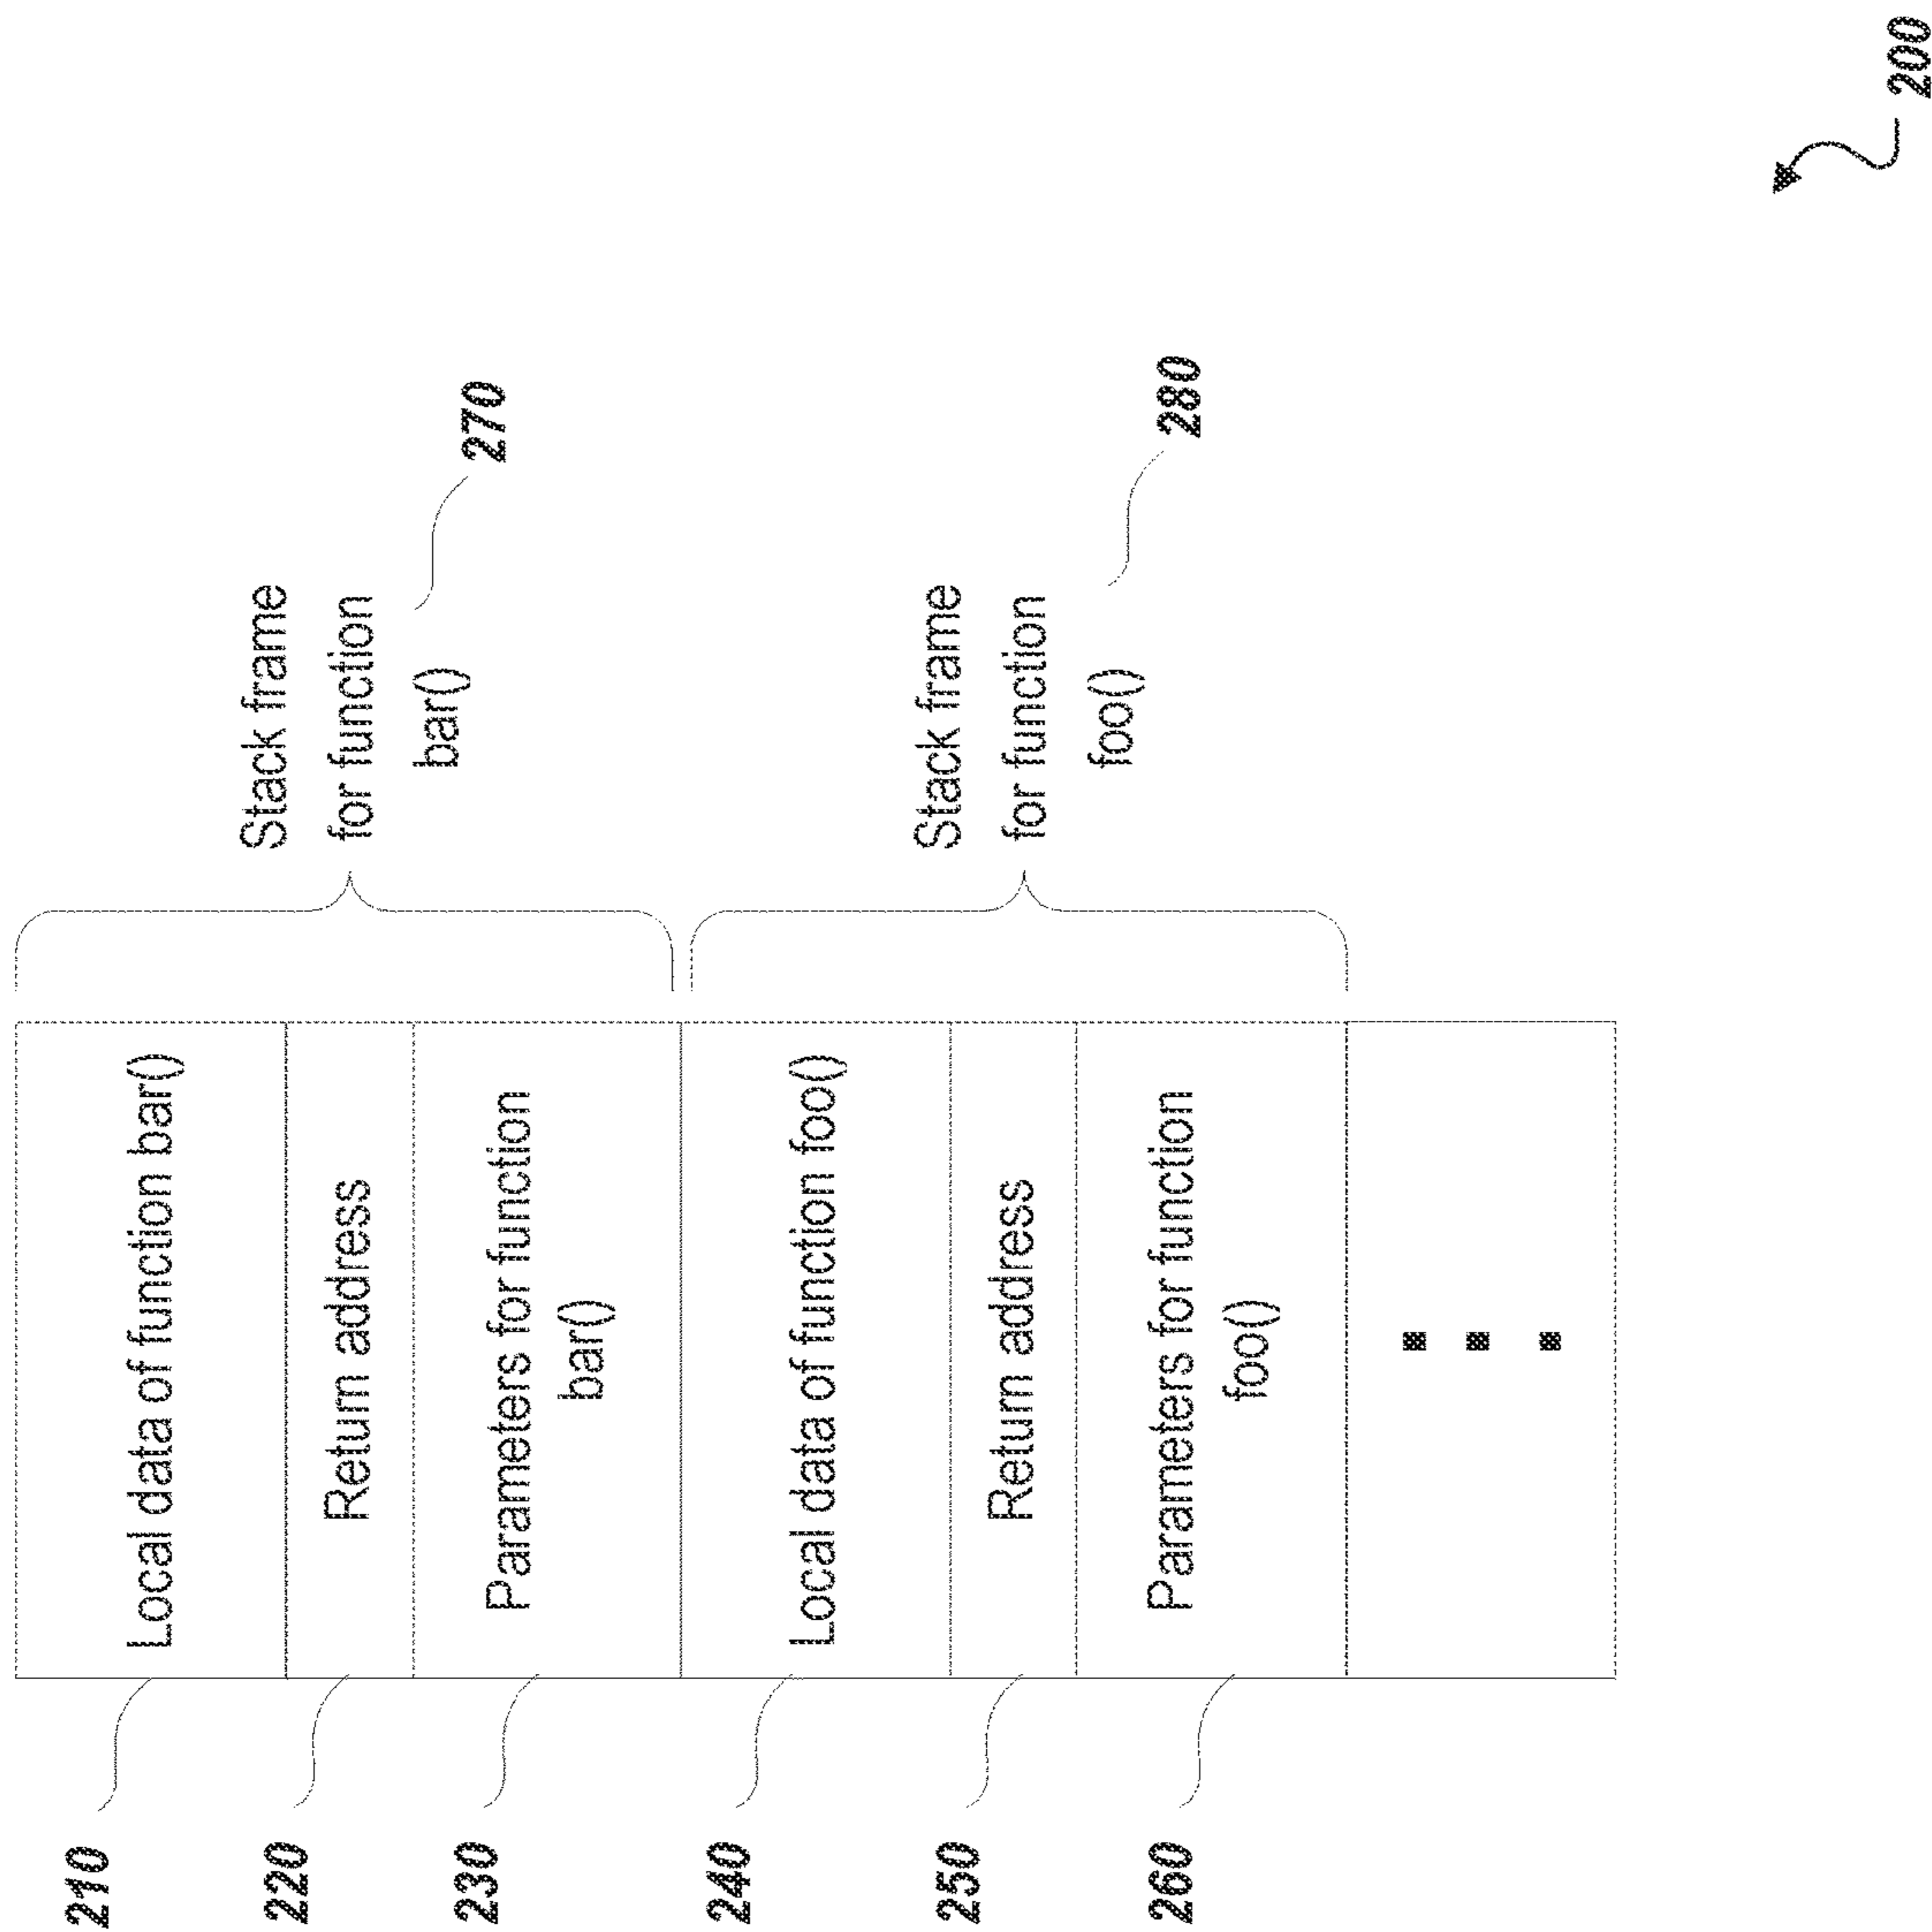 210
Local data of function bar()
220
Return address
230
Parameters for function
bar()
Stack frame
for function
bar()
270
240
Local data of function foo()
250
Return address
260
Parameters for function
foo()
Stack frame
for function
foo()
280
200